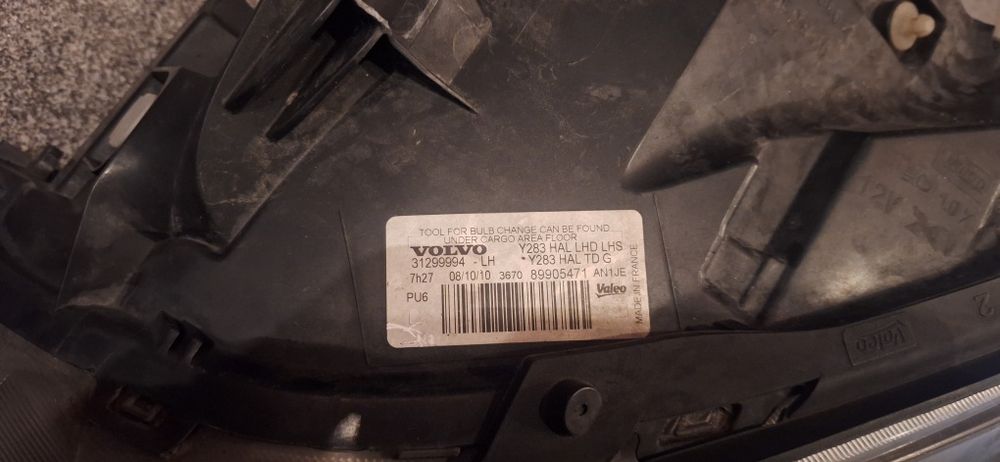 TOOL FOR BULB CHANGE CAN BE FOUND
UNDER CARGO AREA FLOOR
VOLVO Y283 HAL LHD LHS
31299994 - LH • Y283 HAL TD G
7h27 08/10/10 3670 89905471 AN1JE
PU6
Valeo
MADE IN FRANCE
12V
Valeo
2